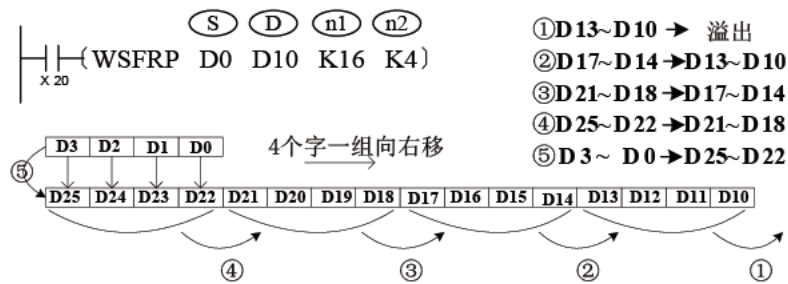 S D n1 n2
X 20
WSFRP D0 D10 K16 K4
①D13~D10➔ 溢出
②D17~D14➔D13~D10
③D21~D18➔D17~D14
④D25~D22➔D21~D18
⑤D3~ D0➔D25~D22
D3 D2 D1 D0
4个字一组向右移
⑤
D25 D24 D23 D22 D21 D20 D19 D18 D17 D16 D15 D14 D13 D12 D11 D10
④ ③ ② ①